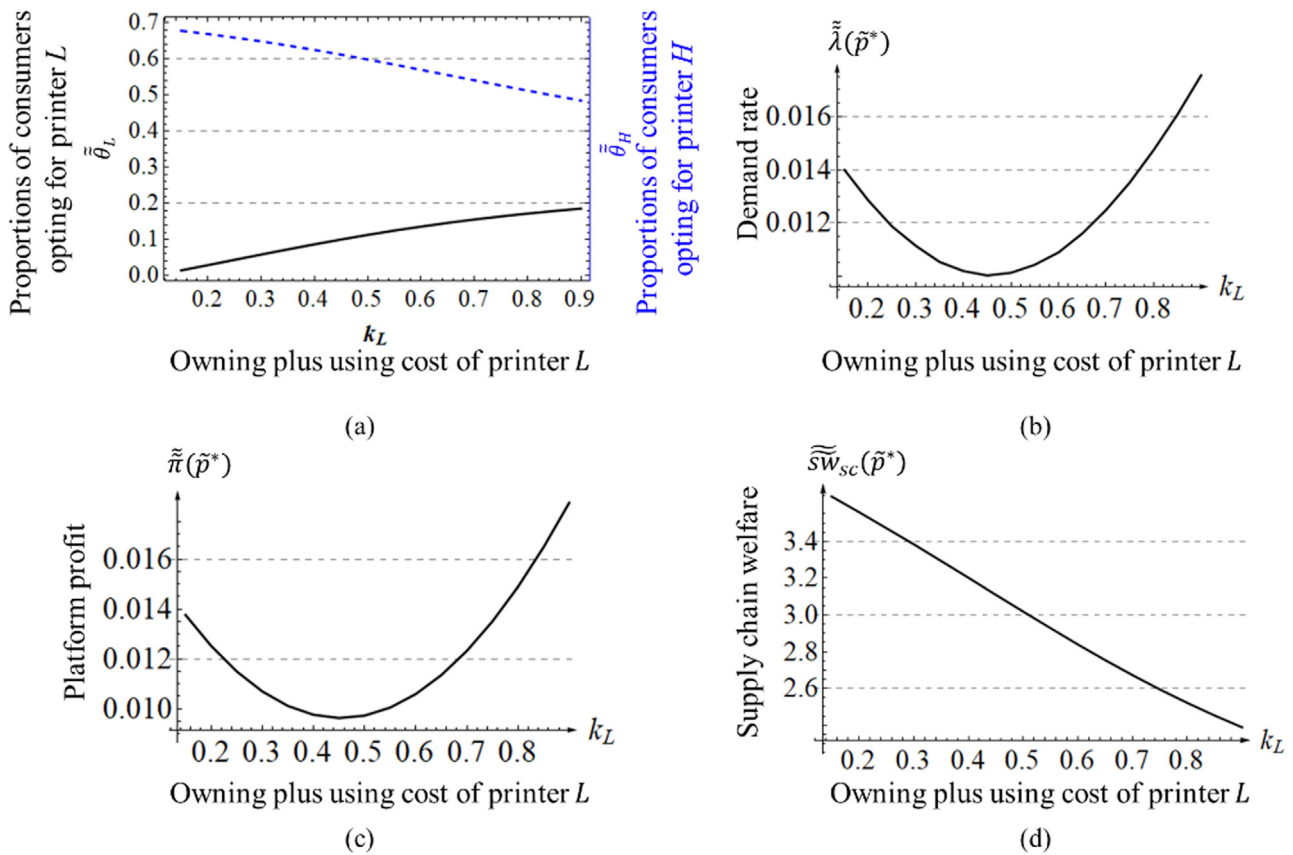 Proportions of consumers
opting for printer L
θ̃̃_L
0.7
0.6
0.5
0.4
0.3
0.2
0.1
0.0
0.2 0.3 0.4 0.5 0.6 0.7 0.8 0.9
k_L
Owning plus using cost of printer L
θ̃̃_H
Proportions of consumers
opting for printer H
(a)
λ̃̃(p̃*)
Demand rate
0.016
0.014
0.012
0.2 0.3 0.4 0.5 0.6 0.7 0.8
k_L
Owning plus using cost of printer L
(b)
π̃̃(p̃*)
Platform profit
0.016
0.014
0.012
0.010
0.2 0.3 0.4 0.5 0.6 0.7 0.8
k_L
Owning plus using cost of printer L
(c)
s̃̃w̃̃_sc(p̃*)
Supply chain welfare
3.4
3.2
3.0
2.8
2.6
0.2 0.3 0.4 0.5 0.6 0.7 0.8
k_L
Owning plus using cost of printer L
(d)